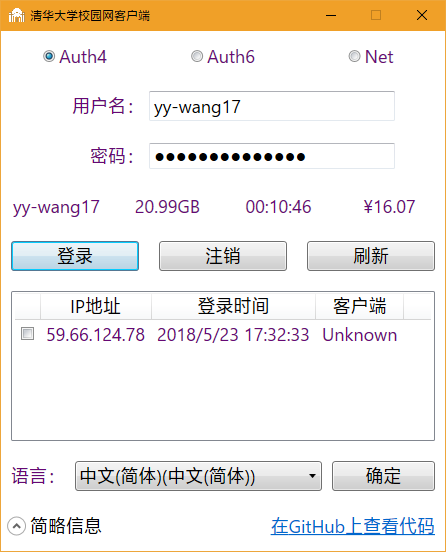 清华大学校园网客户端
Auth4 Auth6 Net
用户名： yy-wang17
密码： ●●●●●●●●●●●●●●
yy-wang17 20.99GB 00:10:46 ¥16.07
登录 注销 刷新
IP地址 登录时间 客户端
59.66.124.78 2018/5/23 17:32:33 Unknown
语言： 中文(简体)(中文(简体)) 确定
简略信息 在GitHub上查看代码